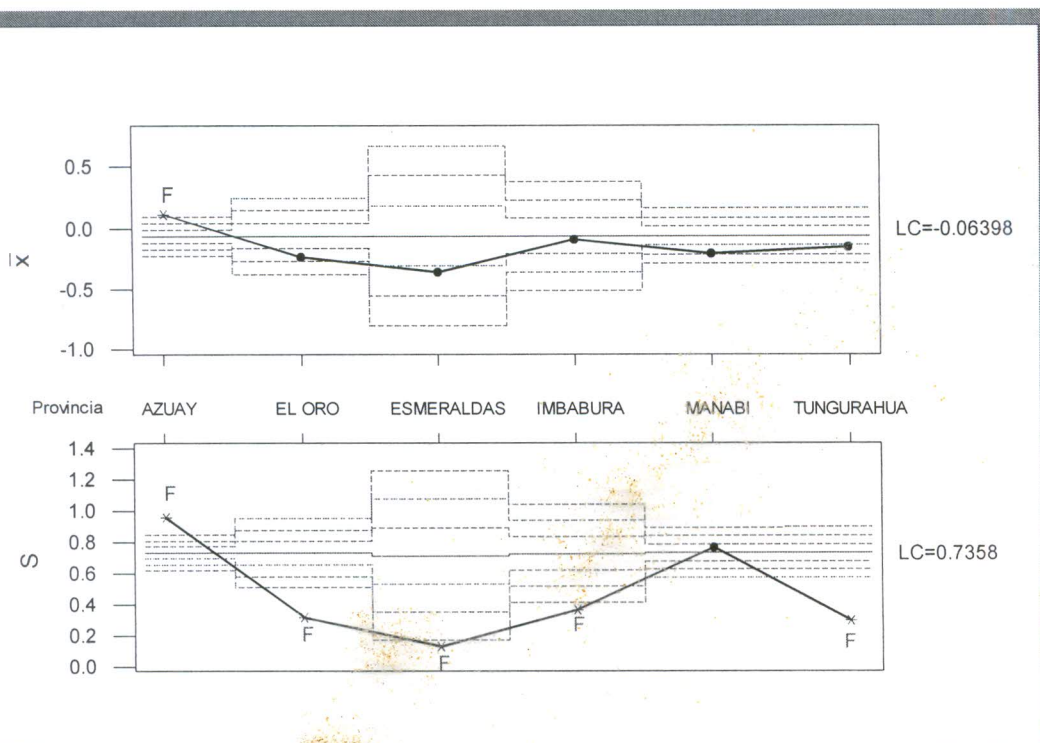 0.5
F
0.0
LC=-0.06398
x
-0.5
-1.0
Provincia AZUAY EL ORO ESMERALDAS IMBABURA MANABI TUNGURAHUA
1.4
1.2
F
1.0
0.8
S
LC=0.7358
0.6
0.4
F F F
0.2
F
0.0